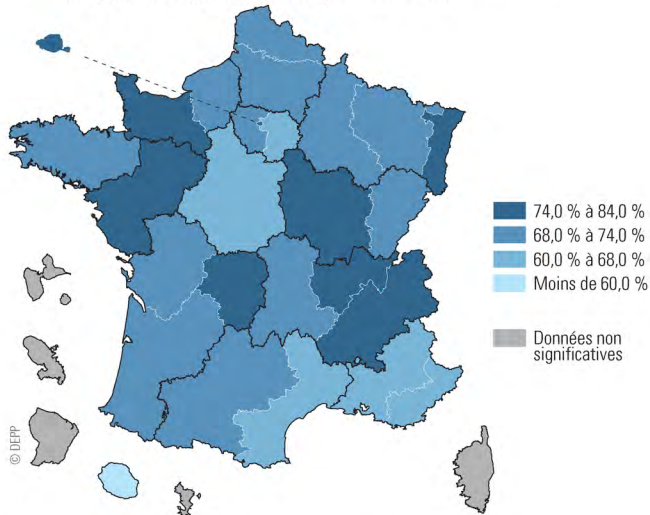 74,0 % à 84,0 %
68,0 % à 74,0 %
60,0 % à 68,0 %
Moins de 60,0 %
Données non
significatives
© DEPP